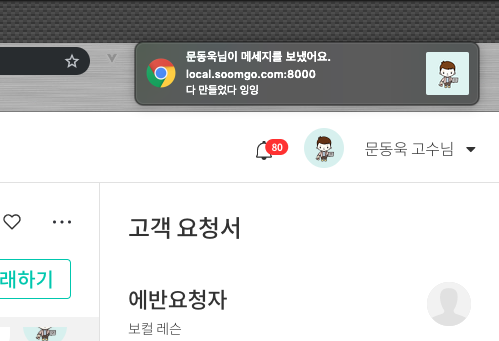 문동욱님이 메세지를 보냈어요.
local.soomgo.com:8000
다 만들었다 잉잉
80
문동욱 고수님
고객 요청서
래하기
에반요청자
보컬 레슨